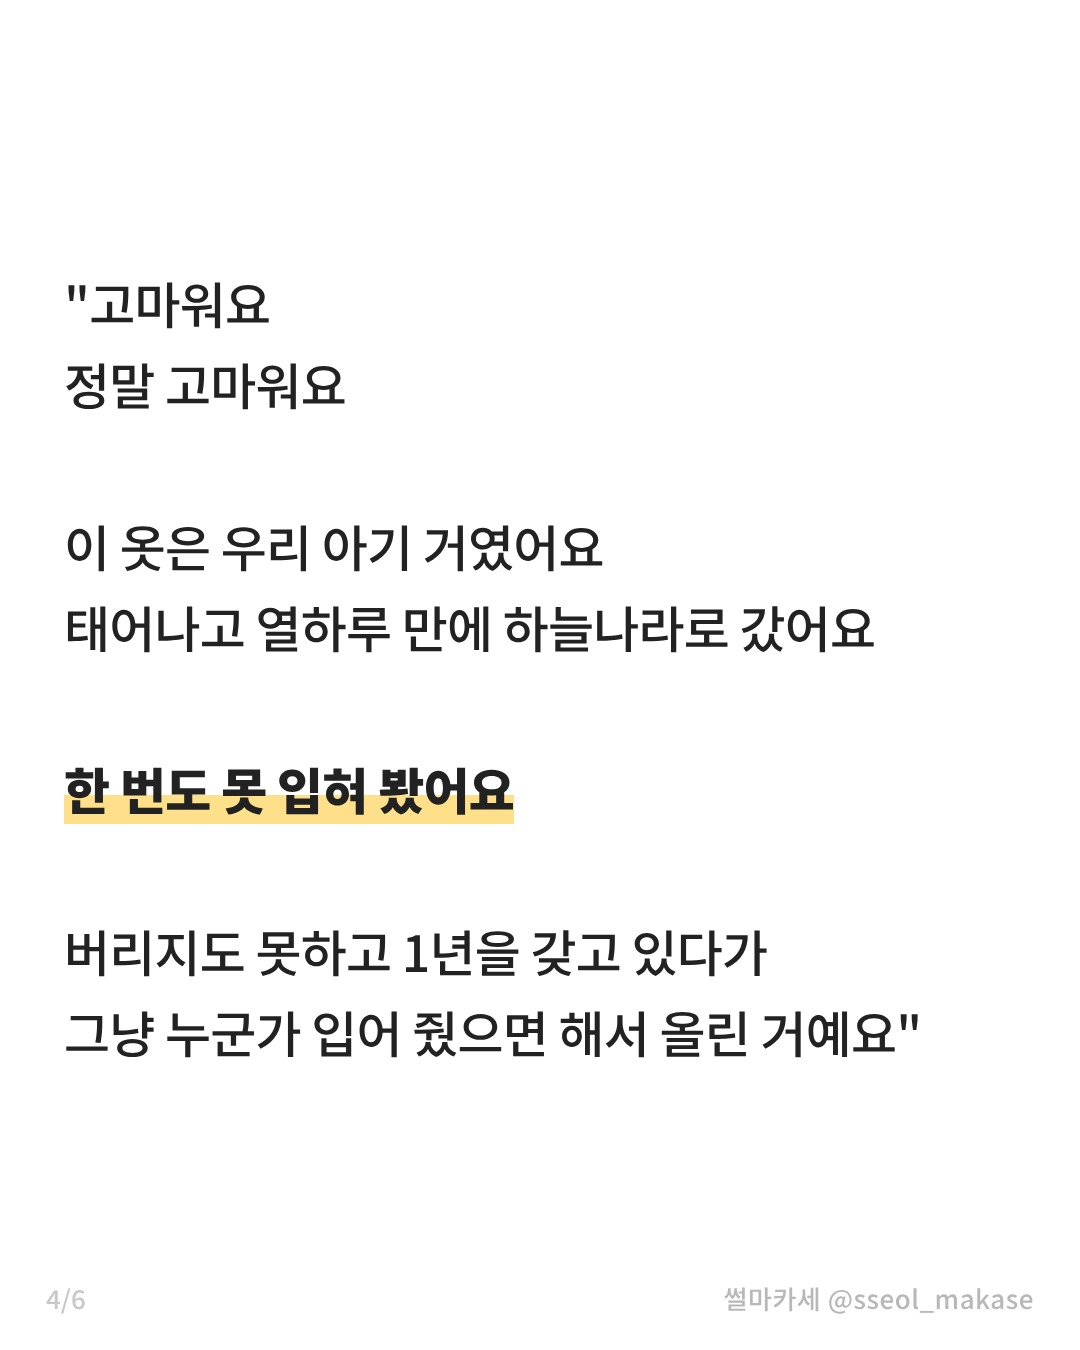 "고마워요
정말 고마워요
이 옷은 우리 아기 거였어요
태어나고 열하루 만에 하늘나라로 갔어요
한 번도 못 입혀 봤어요
버리지도 못하고 1년을 갖고 있다가
그냥 누군가 입어 줬으면 해서 올린 거예요"
4/6
썰마카세 @sseol_makase